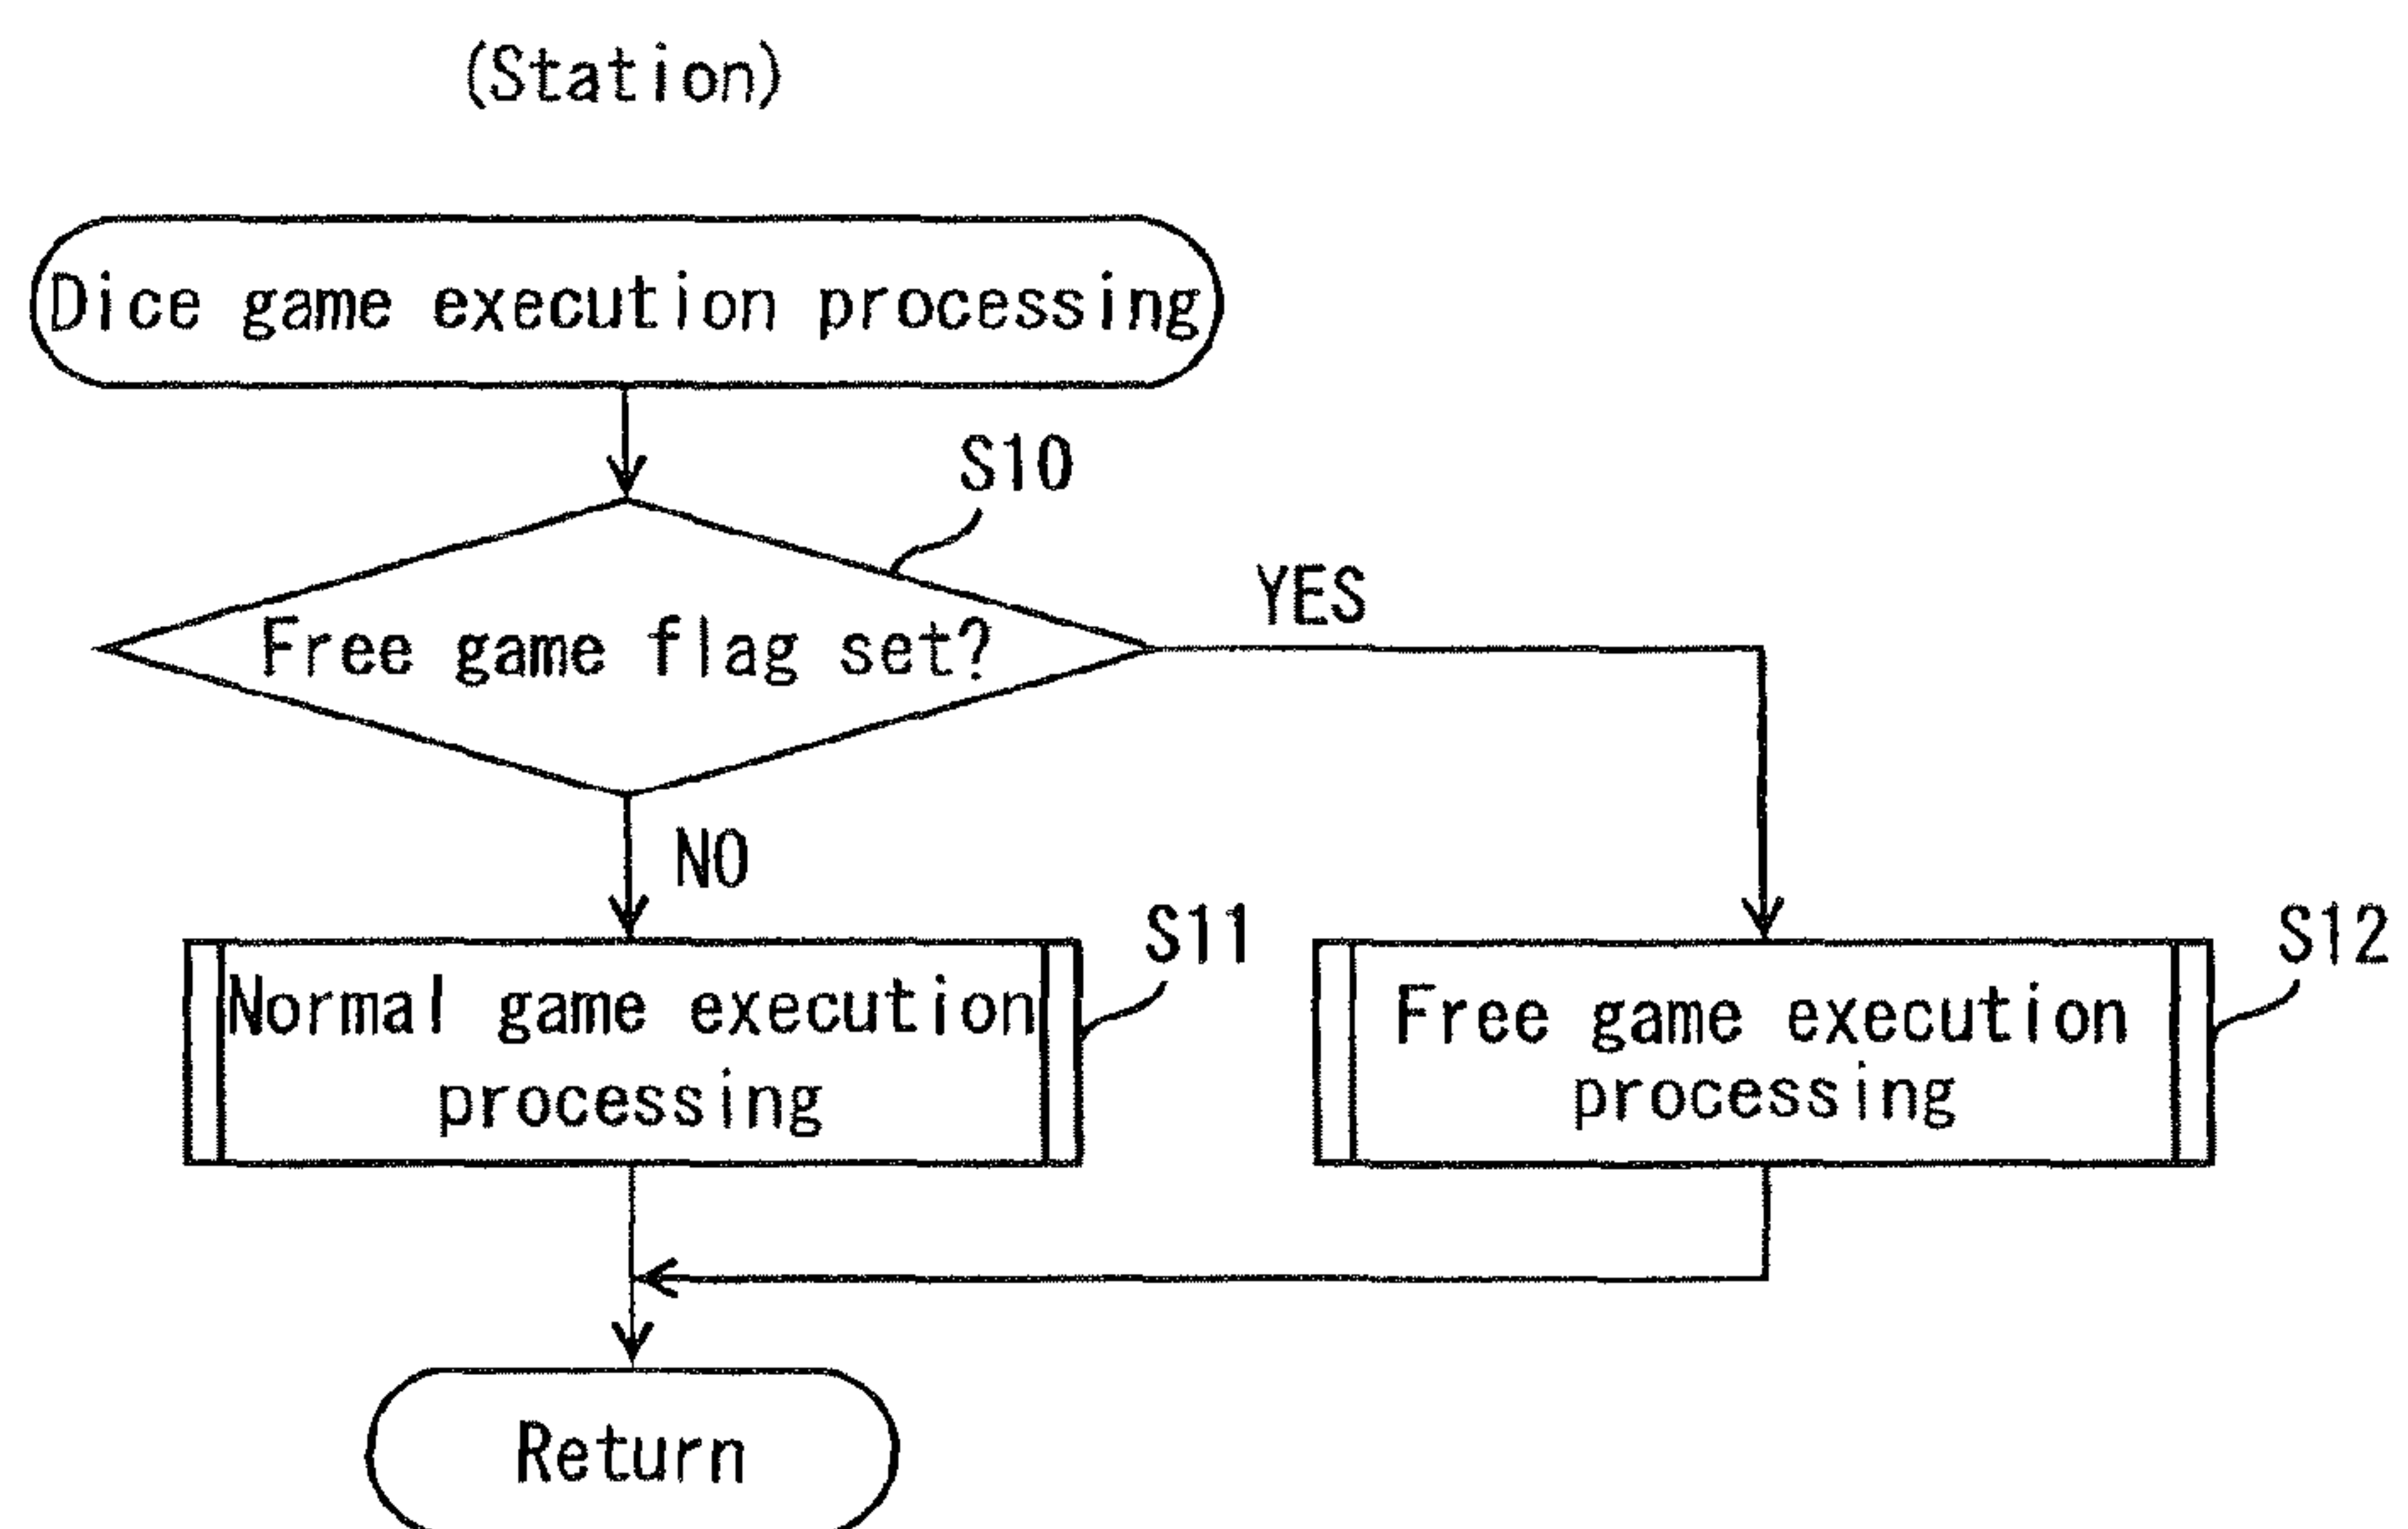 (Station)
Dice game execution processing
S10
Free game flag set?
YES
NO
S11
Normal game execution
processing
S12
Free game execution
processing
Return